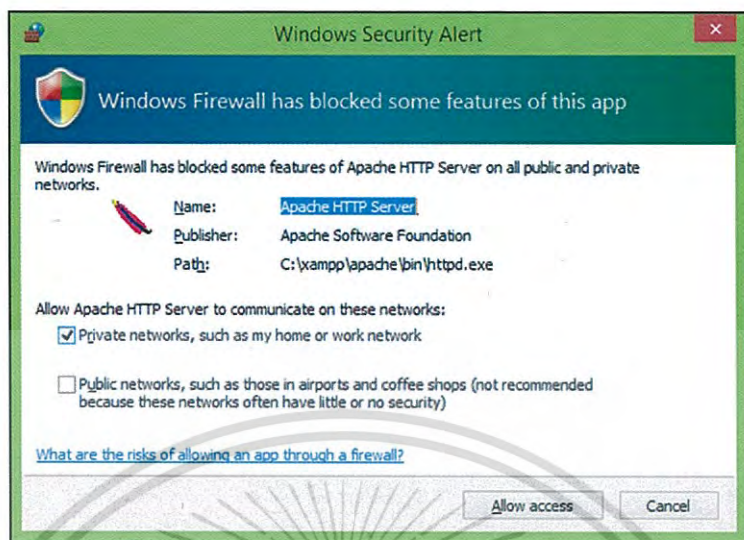 Windows Security Alert
Windows Firewall has blocked some features of this app
Windows Firewall has blocked some features of Apache HTTP Server on all public and private
networks.
Name: Apache HTTP Server
Publisher: Apache Software Foundation
Path: C:\xampp\apache\bin\httpd.exe
Allow Apache HTTP Server to communicate on these networks:
Private networks, such as my home or work network
Public networks, such as those in airports and coffee shops (not recommended
because these networks often have little or no security)
What are the risks of allowing an app through a firewall?
Allow access Cancel